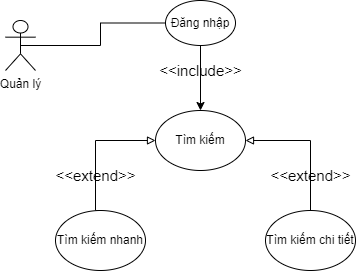 Đăng nhập
<<include>>
Quản lý
Tìm kiếm
<<extend>>
<<extend>>
Tìm kiếm nhanh
Tìm kiếm chi tiết